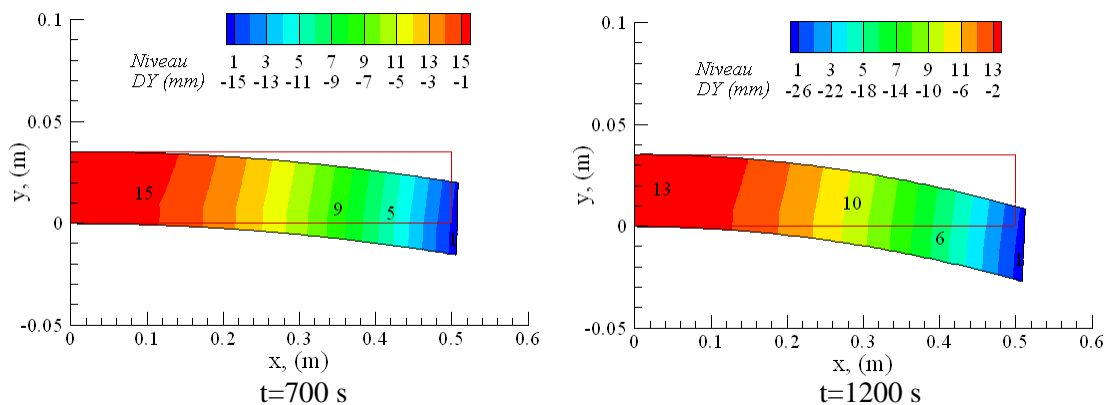 0.1
Niveau 1 3 5 7 9 11 13 15
DY (mm) -15 -13 -11 -9 -7 -5 -3 -1
0.05
15
9
5
1
0
-0.05
0 0.1 0.2 0.3 0.4 0.5 0.6
y, (m)
x, (m)
t=700 s
0.1
Niveau 1 3 5 7 9 11 13
DY (mm) -26 -22 -18 -14 -10 -6 -2
0.05
13
10
6
1
0
-0.05
0 0.1 0.2 0.3 0.4 0.5 0.6
y, (m)
x, (m)
t=1200 s